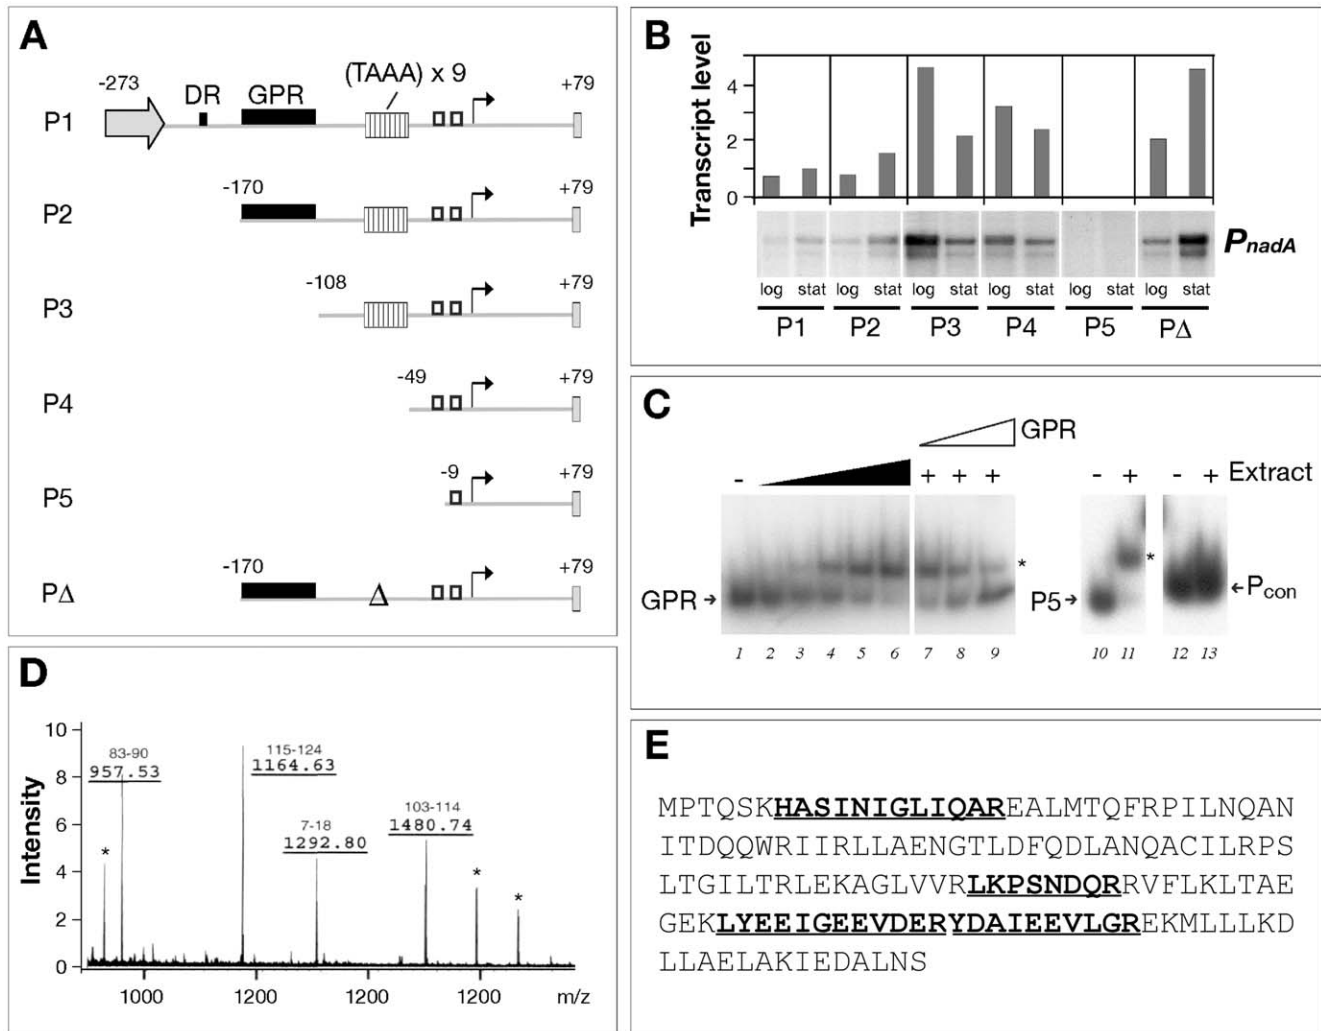 A
-273
DR
GPR
(TAAA) x 9
+79
P1
-170
+79
P2
-108
+79
P3
-49
+79
P4
-9
+79
P5
-170
+79
PΔ
Δ
B
Transcript level
4
2
0
PnadA
log stat log stat log stat log stat log stat log stat
P1 P2 P3 P4 P5 PΔ
C
GPR
- + + + - + - + Extract
GPR → * P5 → * ← Pcon
1 2 3 4 5 6 7 8 9 10 11 12 13
D
Intensity
10
8
6
4
2
0
83-90
957.53
115-124
1164.63
7-18
1292.80
103-114
1480.74
* * *
1000 1200 1200 1200 m/z
E
MPTQSKHASINIGLIQAREALMTQFRPILNQAN
ITDQQWRIIRLLAENGTLDFQDLANQACILRPS
LTGILTRLEKAGLVVRLKPSNDQRRVFLKLTAE
GEKLYEEIGEEVDERYDAIEEVLGREKMLLLKD
LLAELAKIEDALNS